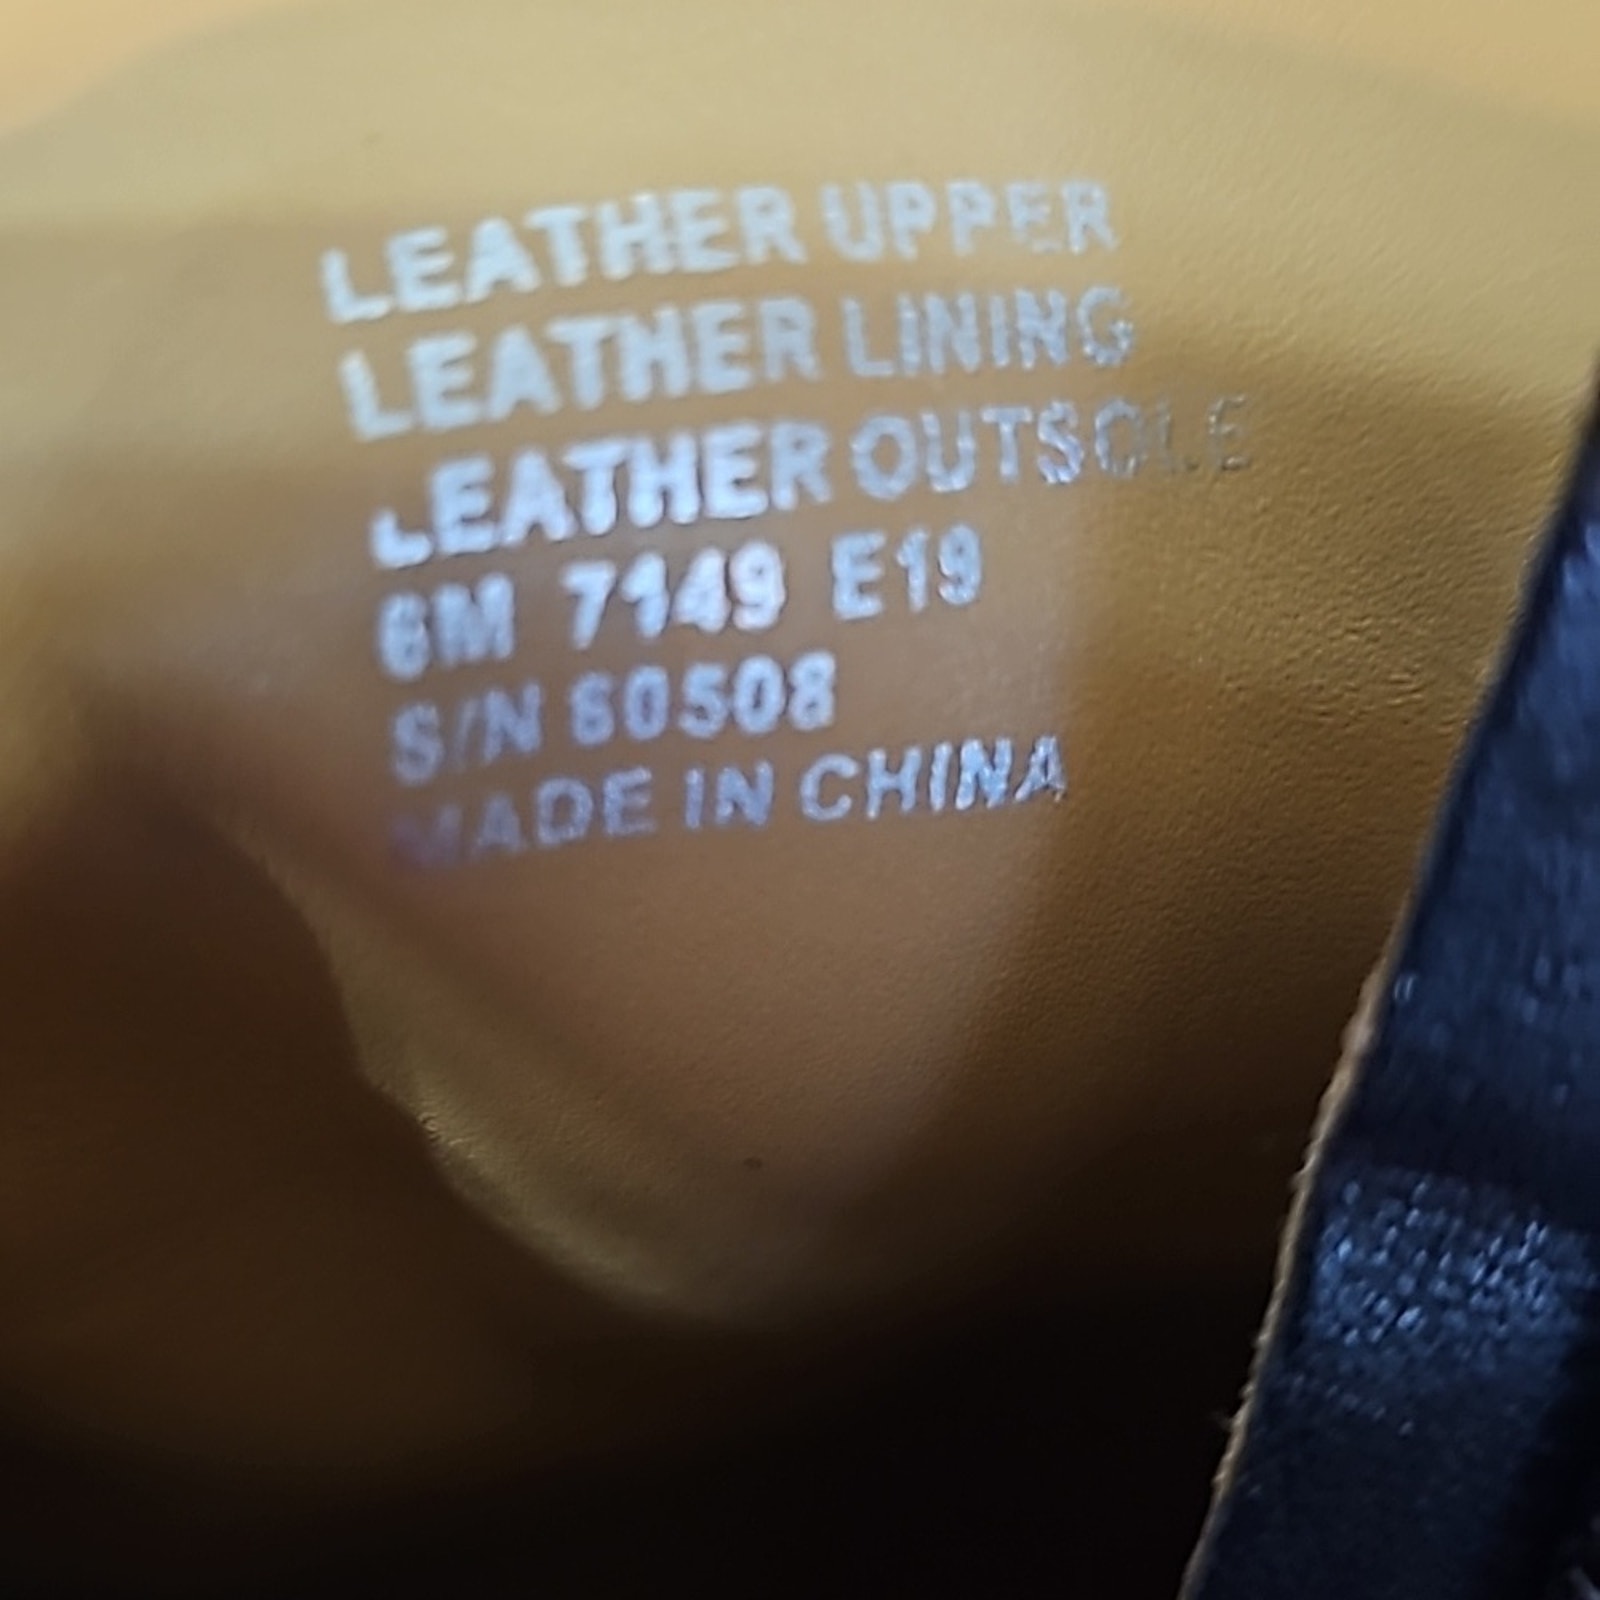 LEATHER UPPER
LEATHER LINING
LEATHER OUTSOLE
6M 7149 E19
S/N 60508
MADE IN CHINA